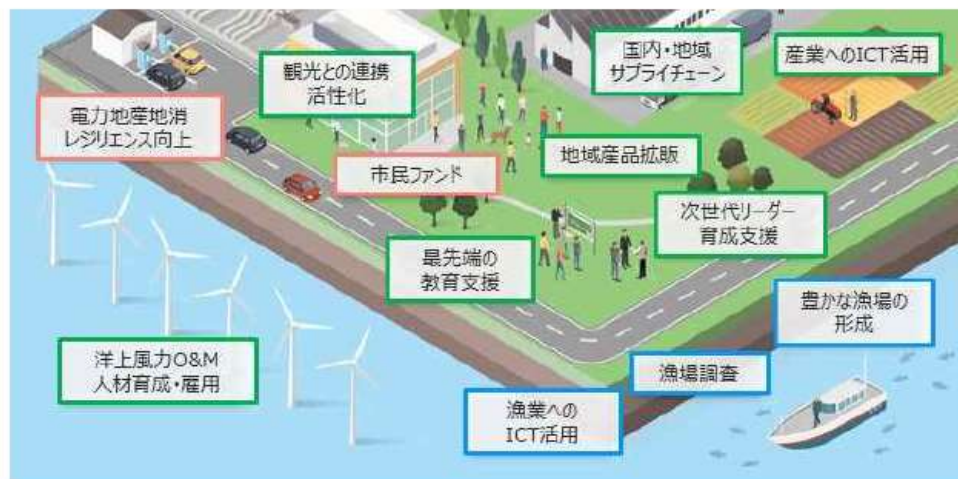 国内・地域
サプライチェーン
産業へのICT活用
観光との連携
活性化
電力地産地消
レジリエンス向上
市民ファンド
地域産品拡販
次世代リーダー
育成支援
最先端の
教育支援
豊かな漁場の
形成
洋上風力O&M
人材育成・雇用
漁場調査
漁業への
ICT活用